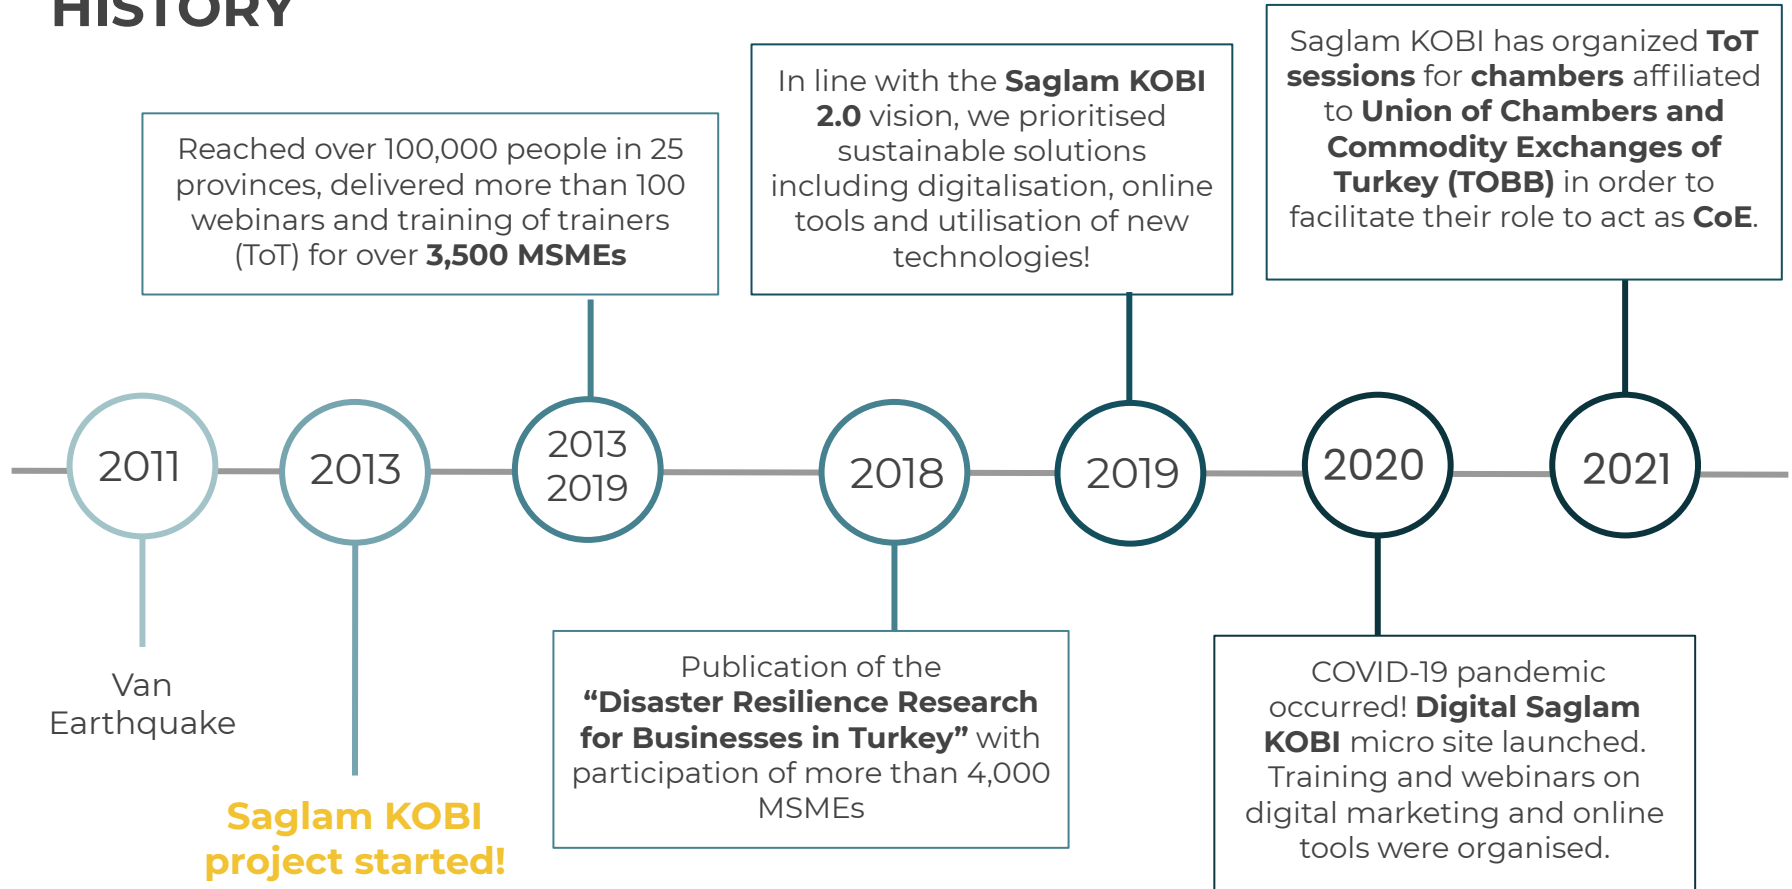 HISTORY
Reached over 100,000 people in 25
provinces, delivered more than 100
webinars and training of trainers
(ToT) for over 3,500 MSMEs
In line with the Saglam KOBI
2.0 vision, we prioritised
sustainable solutions
including digitalisation, online
tools and utilisation of new
technologies!
Saglam KOBI has organized ToT
sessions for chambers affiliated
to Union of Chambers and
Commodity Exchanges of
Turkey (TOBB) in order to
facilitate their role to act as CoE.
2011
2013
2013
2019
2018
2019
2020
2021
Van
Earthquake
Saglam KOBI
project started!
Publication of the
“Disaster Resilience Research
for Businesses in Turkey” with
participation of more than 4,000
MSMEs
COVID-19 pandemic
occurred! Digital Saglam
KOBI micro site launched.
Training and webinars on
digital marketing and online
tools were organised.